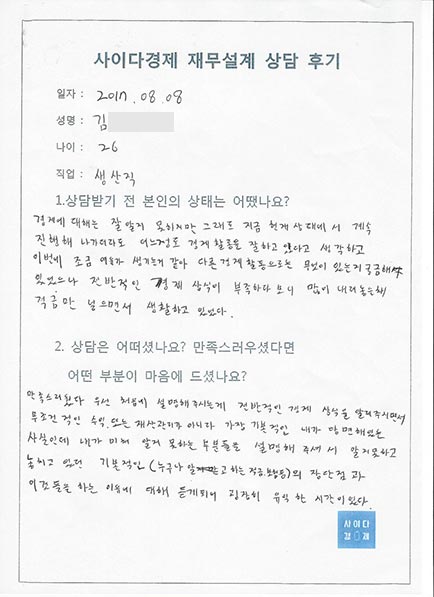 사이다경제 재무설계 상담 후기
일자 : 2017. 08. 08
성명 : 김
나이 : 26
직업 : 생산직
1.상담받기 전 본인의 상태는 어땠나요?
경제에 대해는 잘 알지 못하지만 그래도 지금 현재 상태에서 계속
진행해 나가더라도 어느정도 경제 활동을 잘하고 있다고 생각하고
이번에 조금 여유가 생기는거 같아 다른 경제 활동으로는 무엇이 있는지 궁금해
있었으나 전반적인 경제 상식이 부족하다 보니 많이 내려놓는해
적금만 넣으면서 생활하고 있었다.
2. 상담은 어떠셨나요? 만족스러우셨다면
어떤 부분이 마음에 드셨나요?
만족스러웠다 우선 처음에 설명해주시는게 전반적인 경제 상식을 알려주시면서
무조건적인 수익, 또는 재산관리가 아니라 가장 기본적인 내가 당면해있는
사실인데 내가 미처 알지 못하는 부분들을 설명해 주셔서 알지못하고
놓치고 있던 기본적인 (누구나 알고 하는 적금, 보험등)의 장단점과
이것들을 하는 이유에 대해 듣게되어 굉장히 유익한 시간이었다.
사이다
경제